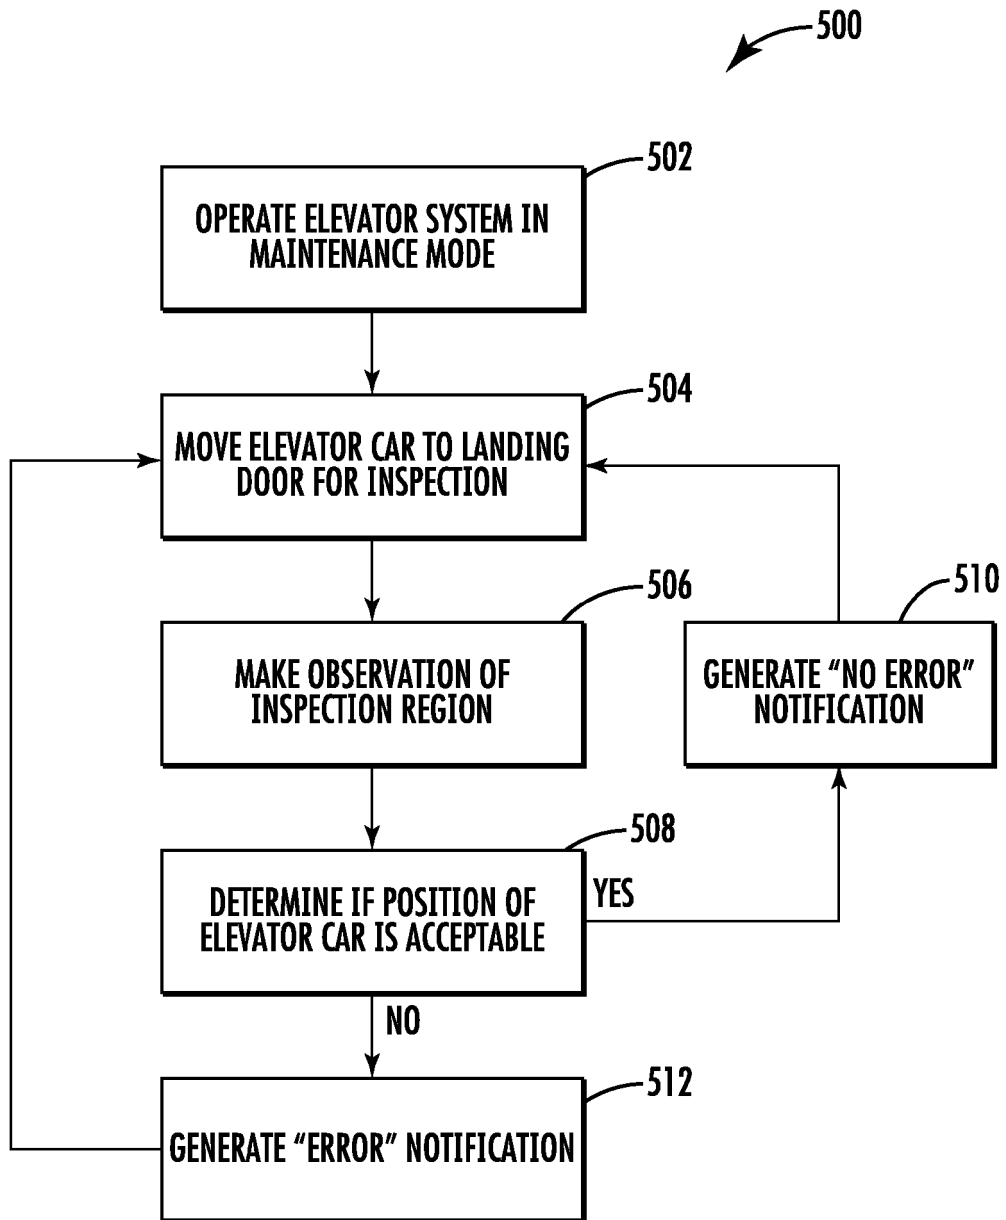 500
502
OPERATE ELEVATOR SYSTEM IN
MAINTENANCE MODE
504
MOVE ELEVATOR CAR TO LANDING
DOOR FOR INSPECTION
506
MAKE OBSERVATION OF
INSPECTION REGION
510
GENERATE “NO ERROR”
NOTIFICATION
508
DETERMINE IF POSITION OF
ELEVATOR CAR IS ACCEPTABLE
YES
NO
512
GENERATE “ERROR” NOTIFICATION